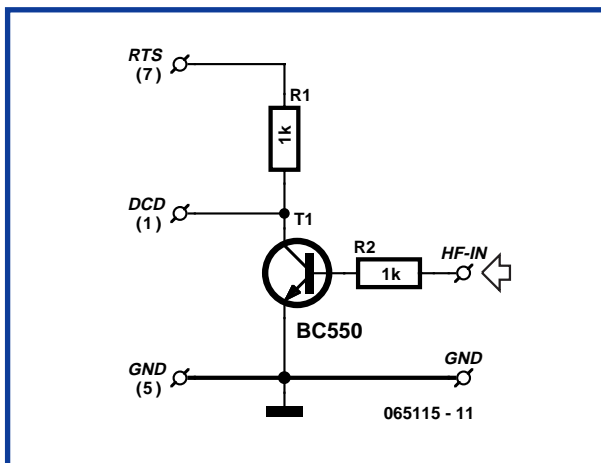 RTS
(7)
R1
1k
DCD
(1)
T1
R2
HF-IN
1k
BC550
GND
(5)
GND
065115 - 11